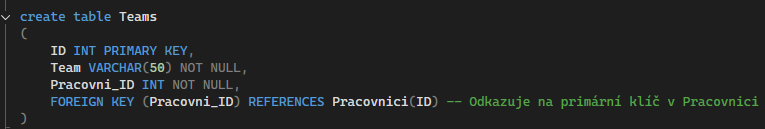 create table Teams
(
ID INT PRIMARY KEY,
Team VARCHAR(50) NOT NULL,
Pracovni_ID INT NOT NULL,
FOREIGN KEY (Pracovni_ID) REFERENCES Pracovnici(ID) -- Odkazuje na primární klíč v Pracovnici
)